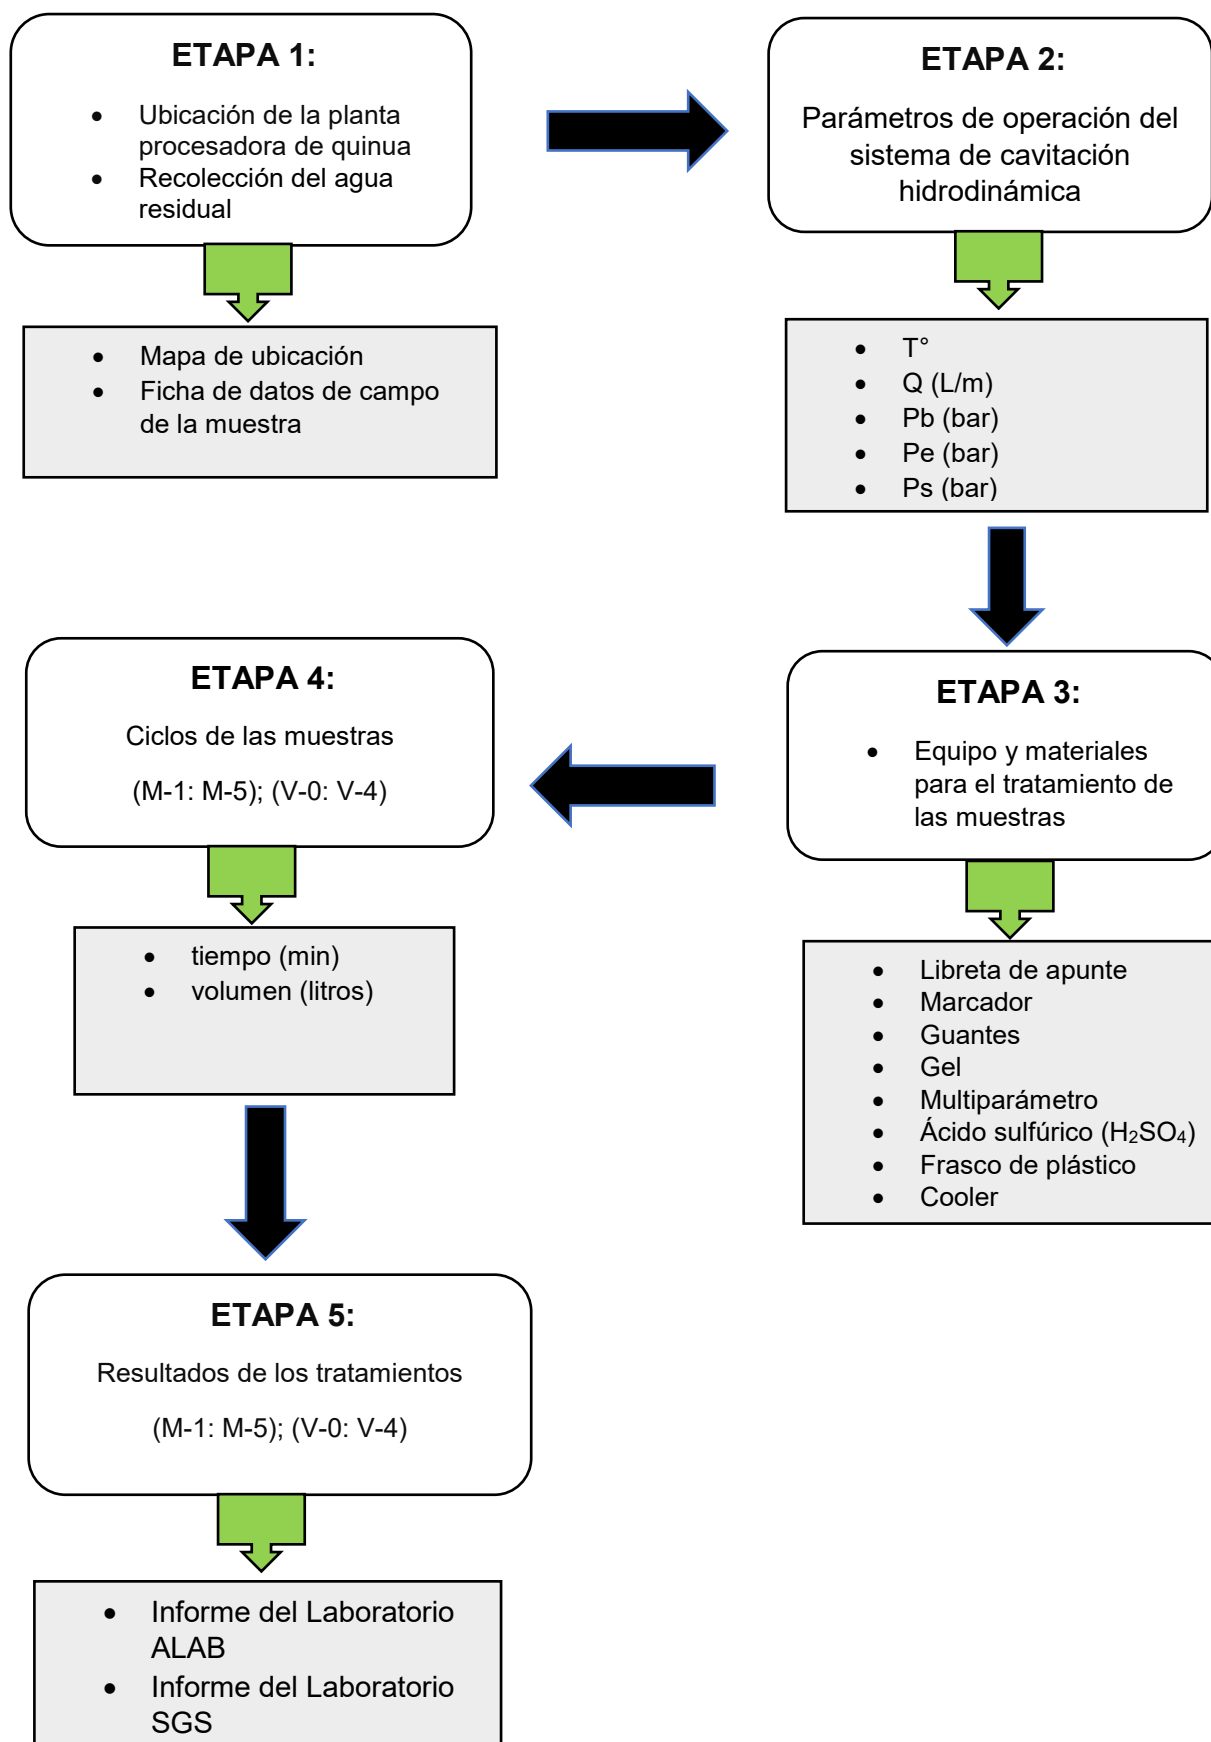 ETAPA 1:
• Ubicación de la planta
procesadora de quinua
• Recolección del agua
residual
• Mapa de ubicación
• Ficha de datos de campo
de la muestra
ETAPA 2:
Parámetros de operación del
sistema de cavitación
hidrodinámica
• T°
• Q (L/m)
• Pb (bar)
• Pe (bar)
• Ps (bar)
ETAPA 3:
• Equipo y materiales
para el tratamiento de
las muestras
• Libreta de apunte
• Marcador
• Guantes
• Gel
• Multiparámetro
• Ácido sulfúrico (H₂SO₄)
• Frasco de plástico
• Cooler
ETAPA 4:
Ciclos de las muestras
(M-1: M-5); (V-0: V-4)
• tiempo (min)
• volumen (litros)
ETAPA 5:
Resultados de los tratamientos
(M-1: M-5); (V-0: V-4)
• Informe del Laboratorio
ALAB
• Informe del Laboratorio
SGS